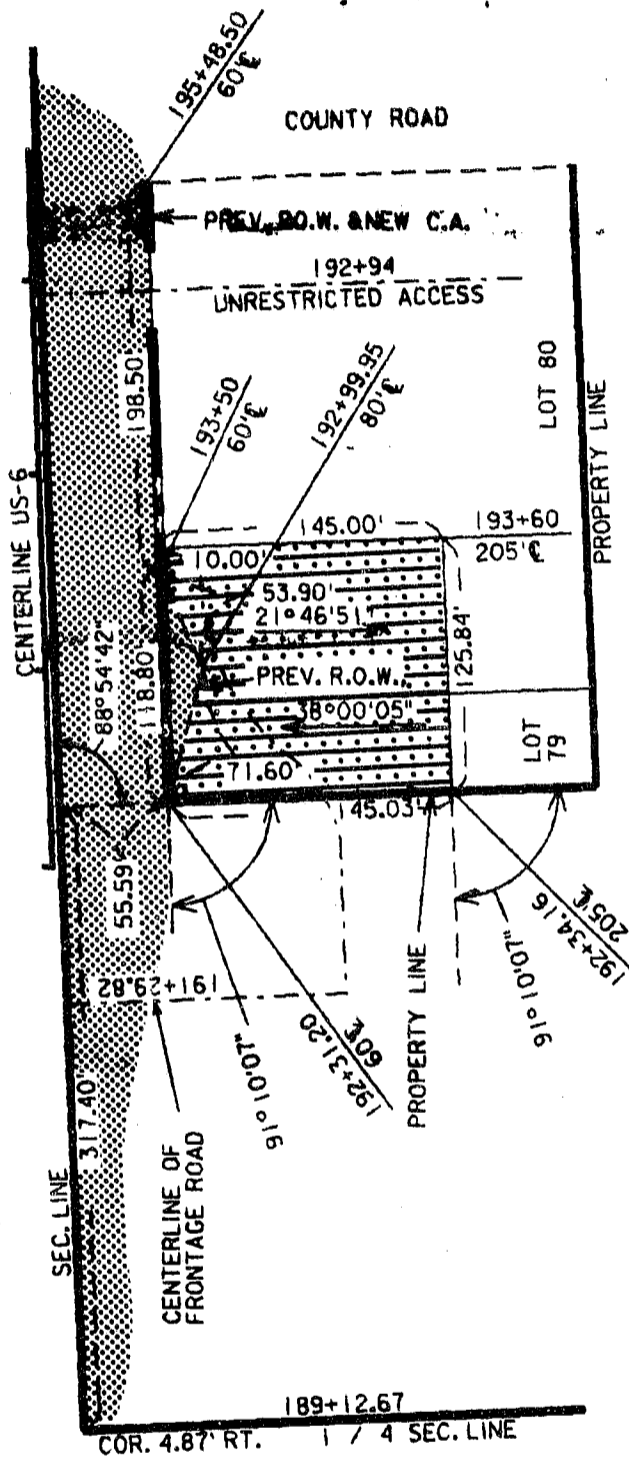 195+48.50
60'℄
COUNTY ROAD
PREV. R.O.W. & NEW C.A.
192+94
UNRESTRICTED ACCESS
CENTERLINE US-6
198.50'
193+50
60'℄
192+99.95
80'℄
LOT 80
PROPERTY LINE
145.00'
193+60
205'℄
10.00'
53.90'
21°46'51"
88°54'42"
118.80'
PREV. R.O.W.
125.84'
38°00'05"
LOT
79
71.60'
145.03'
55.59'
191+29.82
91°10'07"
192+31.20
60'℄
PROPERTY LINE
192+34.16
205'℄
91°10'07"
SEC. LINE
317.40'
CENTERLINE OF
FRONTAGE ROAD
189+12.67
COR. 4.87' RT.
1 / 4 SEC. LINE